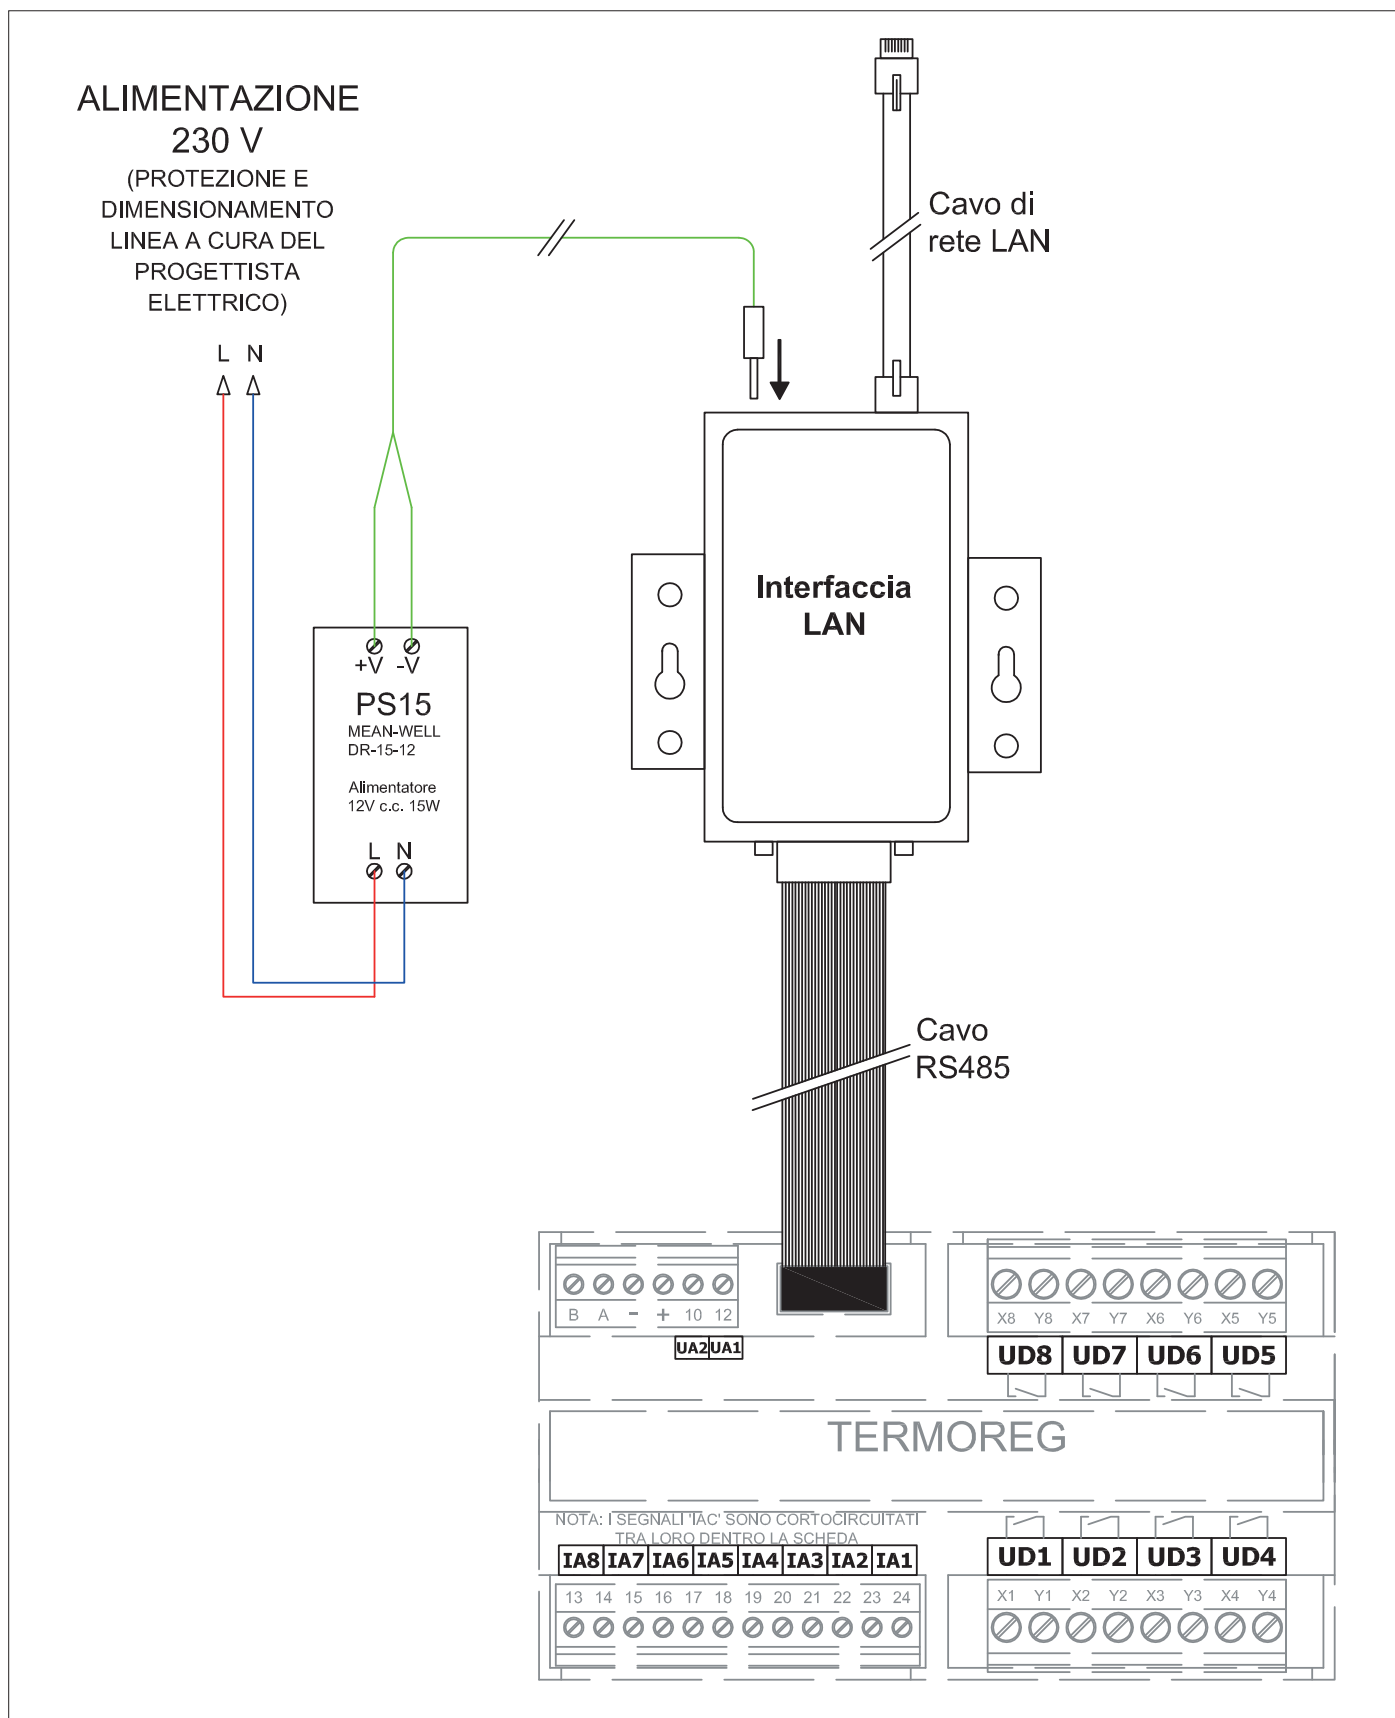 ALIMENTAZIONE
230 V
(PROTEZIONE E
DIMENSIONAMENTO
LINEA A CURA DEL
PROGETTISTA
ELETTRICO)
L N
Cavo di
rete LAN
Interfaccia
LAN
+V -V
PS15
MEAN-WELL
DR-15-12
Alimentatore
12V c.c. 15W
L N
Cavo
RS485
B A - + 10 12
UA2 UA1
X8 Y8 X7 Y7 X6 Y6 X5 Y5
UD8 UD7 UD6 UD5
TERMOREG
NOTA: I SEGNALI 'IAC' SONO CORTOCIRCUITATI
TRA LORO DENTRO LA SCHEDA
IA8 IA7 IA6 IA5 IA4 IA3 IA2 IA1
13 14 15 16 17 18 19 20 21 22 23 24
UD1 UD2 UD3 UD4
X1 Y1 X2 Y2 X3 Y3 X4 Y4